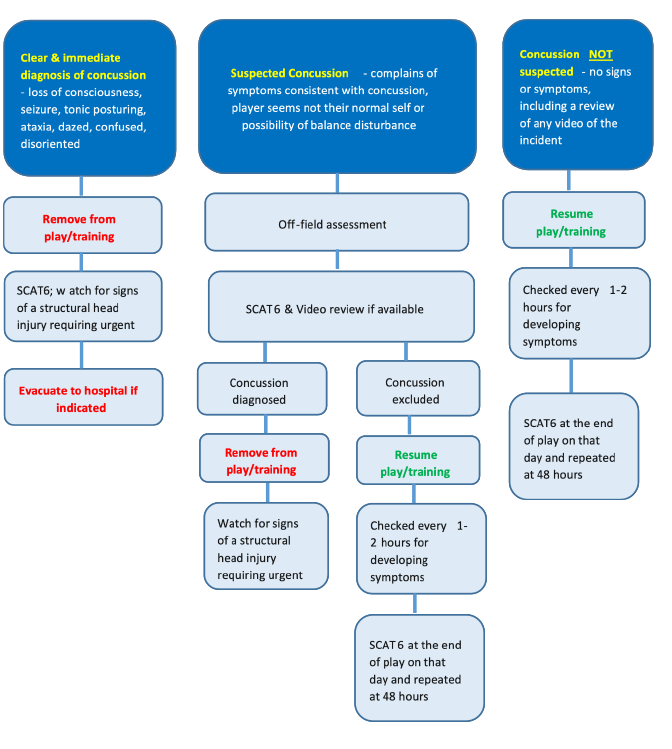 Clear & immediate
diagnosis of concussion
- loss of consciousness,
seizure, tonic posturing,
ataxia, dazed, confused,
disoriented
Remove from
play/training
SCAT6; w atch for signs
of a structural head
injury requiring urgent
Evacuate to hospital if
indicated
Suspected Concussion - complains of
symptoms consistent with concussion,
player seems not their normal self or
possibility of balance disturbance
Off-field assessment
SCAT6 & Video review if available
Concussion
diagnosed
Remove from
play/training
Watch for signs
of a structural
head injury
requiring urgent
Concussion
excluded
Resume
play/training
Checked every 1-
2 hours for
developing
symptoms
SCAT6 at the end
of play on that
day and repeated
at 48 hours
Concussion NOT
suspected - no signs
or symptoms,
including a review
of any video of the
incident
Resume
play/training
Checked every 1-2
hours for
developing
symptoms
SCAT6 at the end
of play on that
day and repeated
at 48 hours